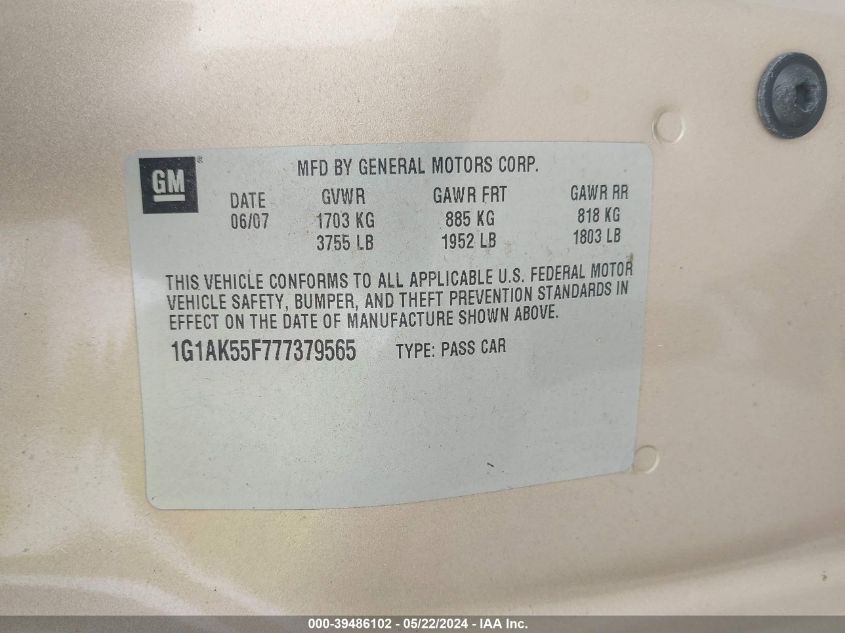 GM®
MFD BY GENERAL MOTORS CORP.
DATE GVWR GAWR FRT GAWR RR
06/07 1703 KG 885 KG 818 KG
3755 LB 1952 LB 1803 LB
THIS VEHICLE CONFORMS TO ALL APPLICABLE U.S. FEDERAL MOTOR
VEHICLE SAFETY, BUMPER, AND THEFT PREVENTION STANDARDS IN
EFFECT ON THE DATE OF MANUFACTURE SHOWN ABOVE.
1G1AK55F777379565 TYPE: PASS CAR
000-39486102 - 05/22/2024 - IAA Inc.